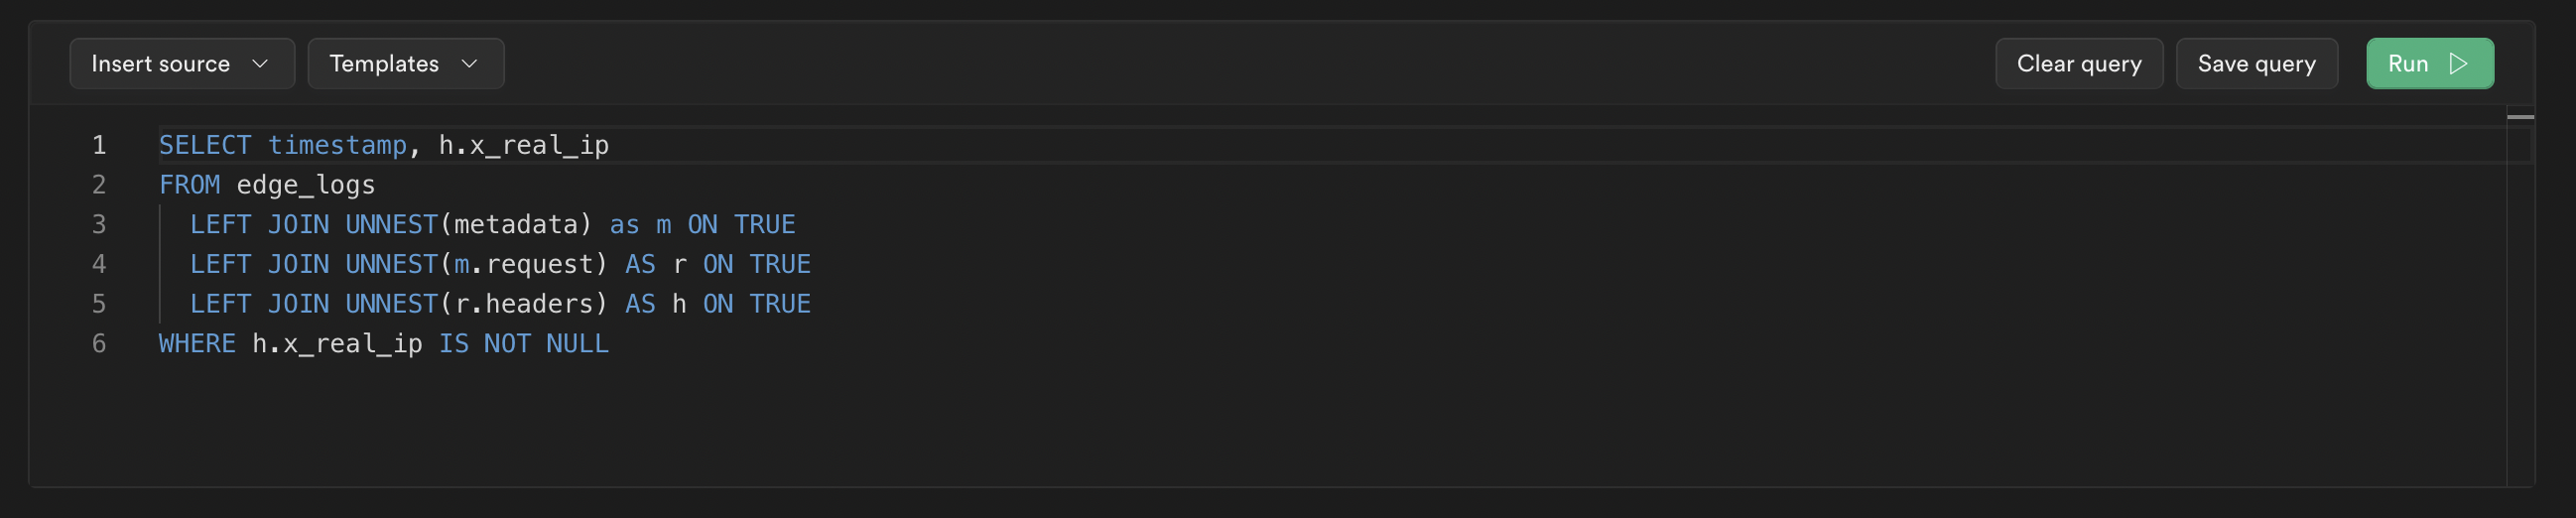 Insert source Templates Clear query Save query Run
1 SELECT timestamp, h.x_real_ip
2 FROM edge_logs
3 LEFT JOIN UNNEST(metadata) as m ON TRUE
4 LEFT JOIN UNNEST(m.request) AS r ON TRUE
5 LEFT JOIN UNNEST(r.headers) AS h ON TRUE
6 WHERE h.x_real_ip IS NOT NULL